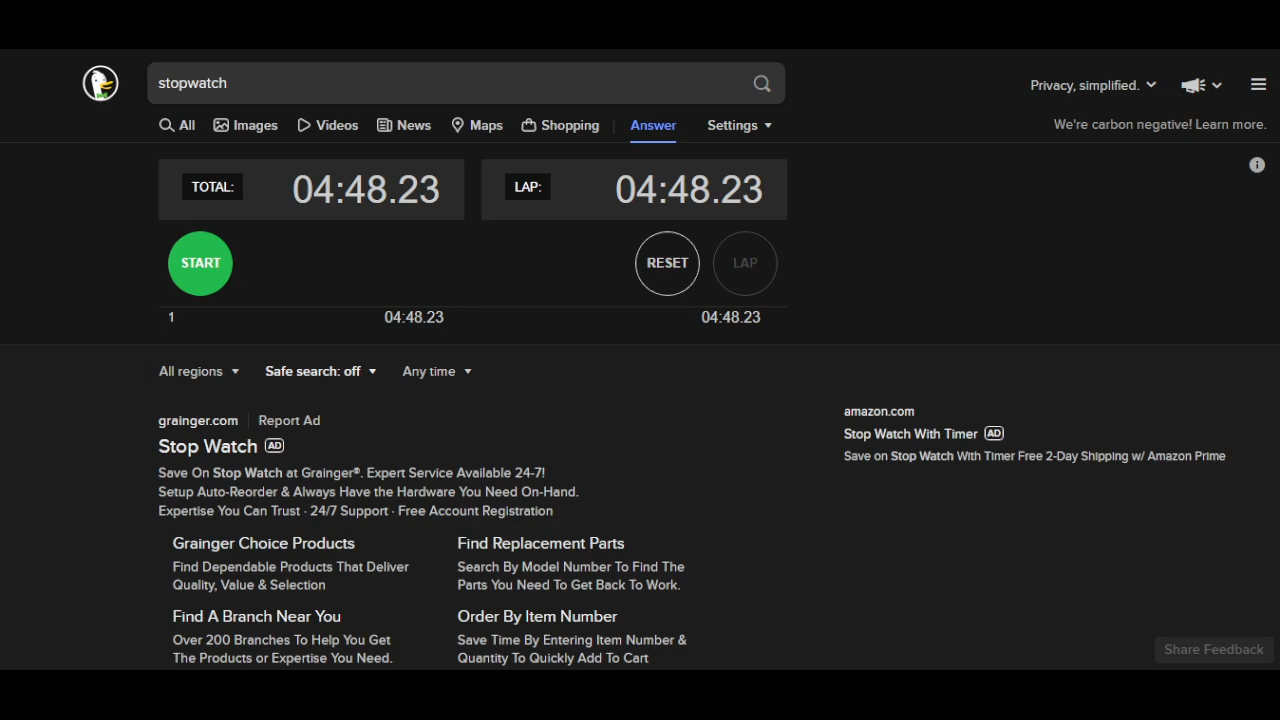 stopwatch
Privacy, simplified.
All Images Videos News Maps Shopping Answer Settings
We're carbon negative! Learn more.
TOTAL: 04:48.23 LAP: 04:48.23
START RESET LAP
1 04:48.23 04:48.23
All regions Safe search: off Any time
grainger.com Report Ad
Stop Watch AD
Save On Stop Watch at Grainger®. Expert Service Available 24-7!
Setup Auto-Reorder & Always Have the Hardware You Need On-Hand.
Expertise You Can Trust · 24/7 Support · Free Account Registration
Grainger Choice Products
Find Dependable Products That Deliver
Quality, Value & Selection
Find Replacement Parts
Search By Model Number To Find The
Parts You Need To Get Back To Work.
Find A Branch Near You
Over 200 Branches To Help You Get
The Products or Expertise You Need.
Order By Item Number
Save Time By Entering Item Number &
Quantity To Quickly Add To Cart
amazon.com
Stop Watch With Timer AD
Save on Stop Watch With Timer Free 2-Day Shipping w/ Amazon Prime
Share Feedback